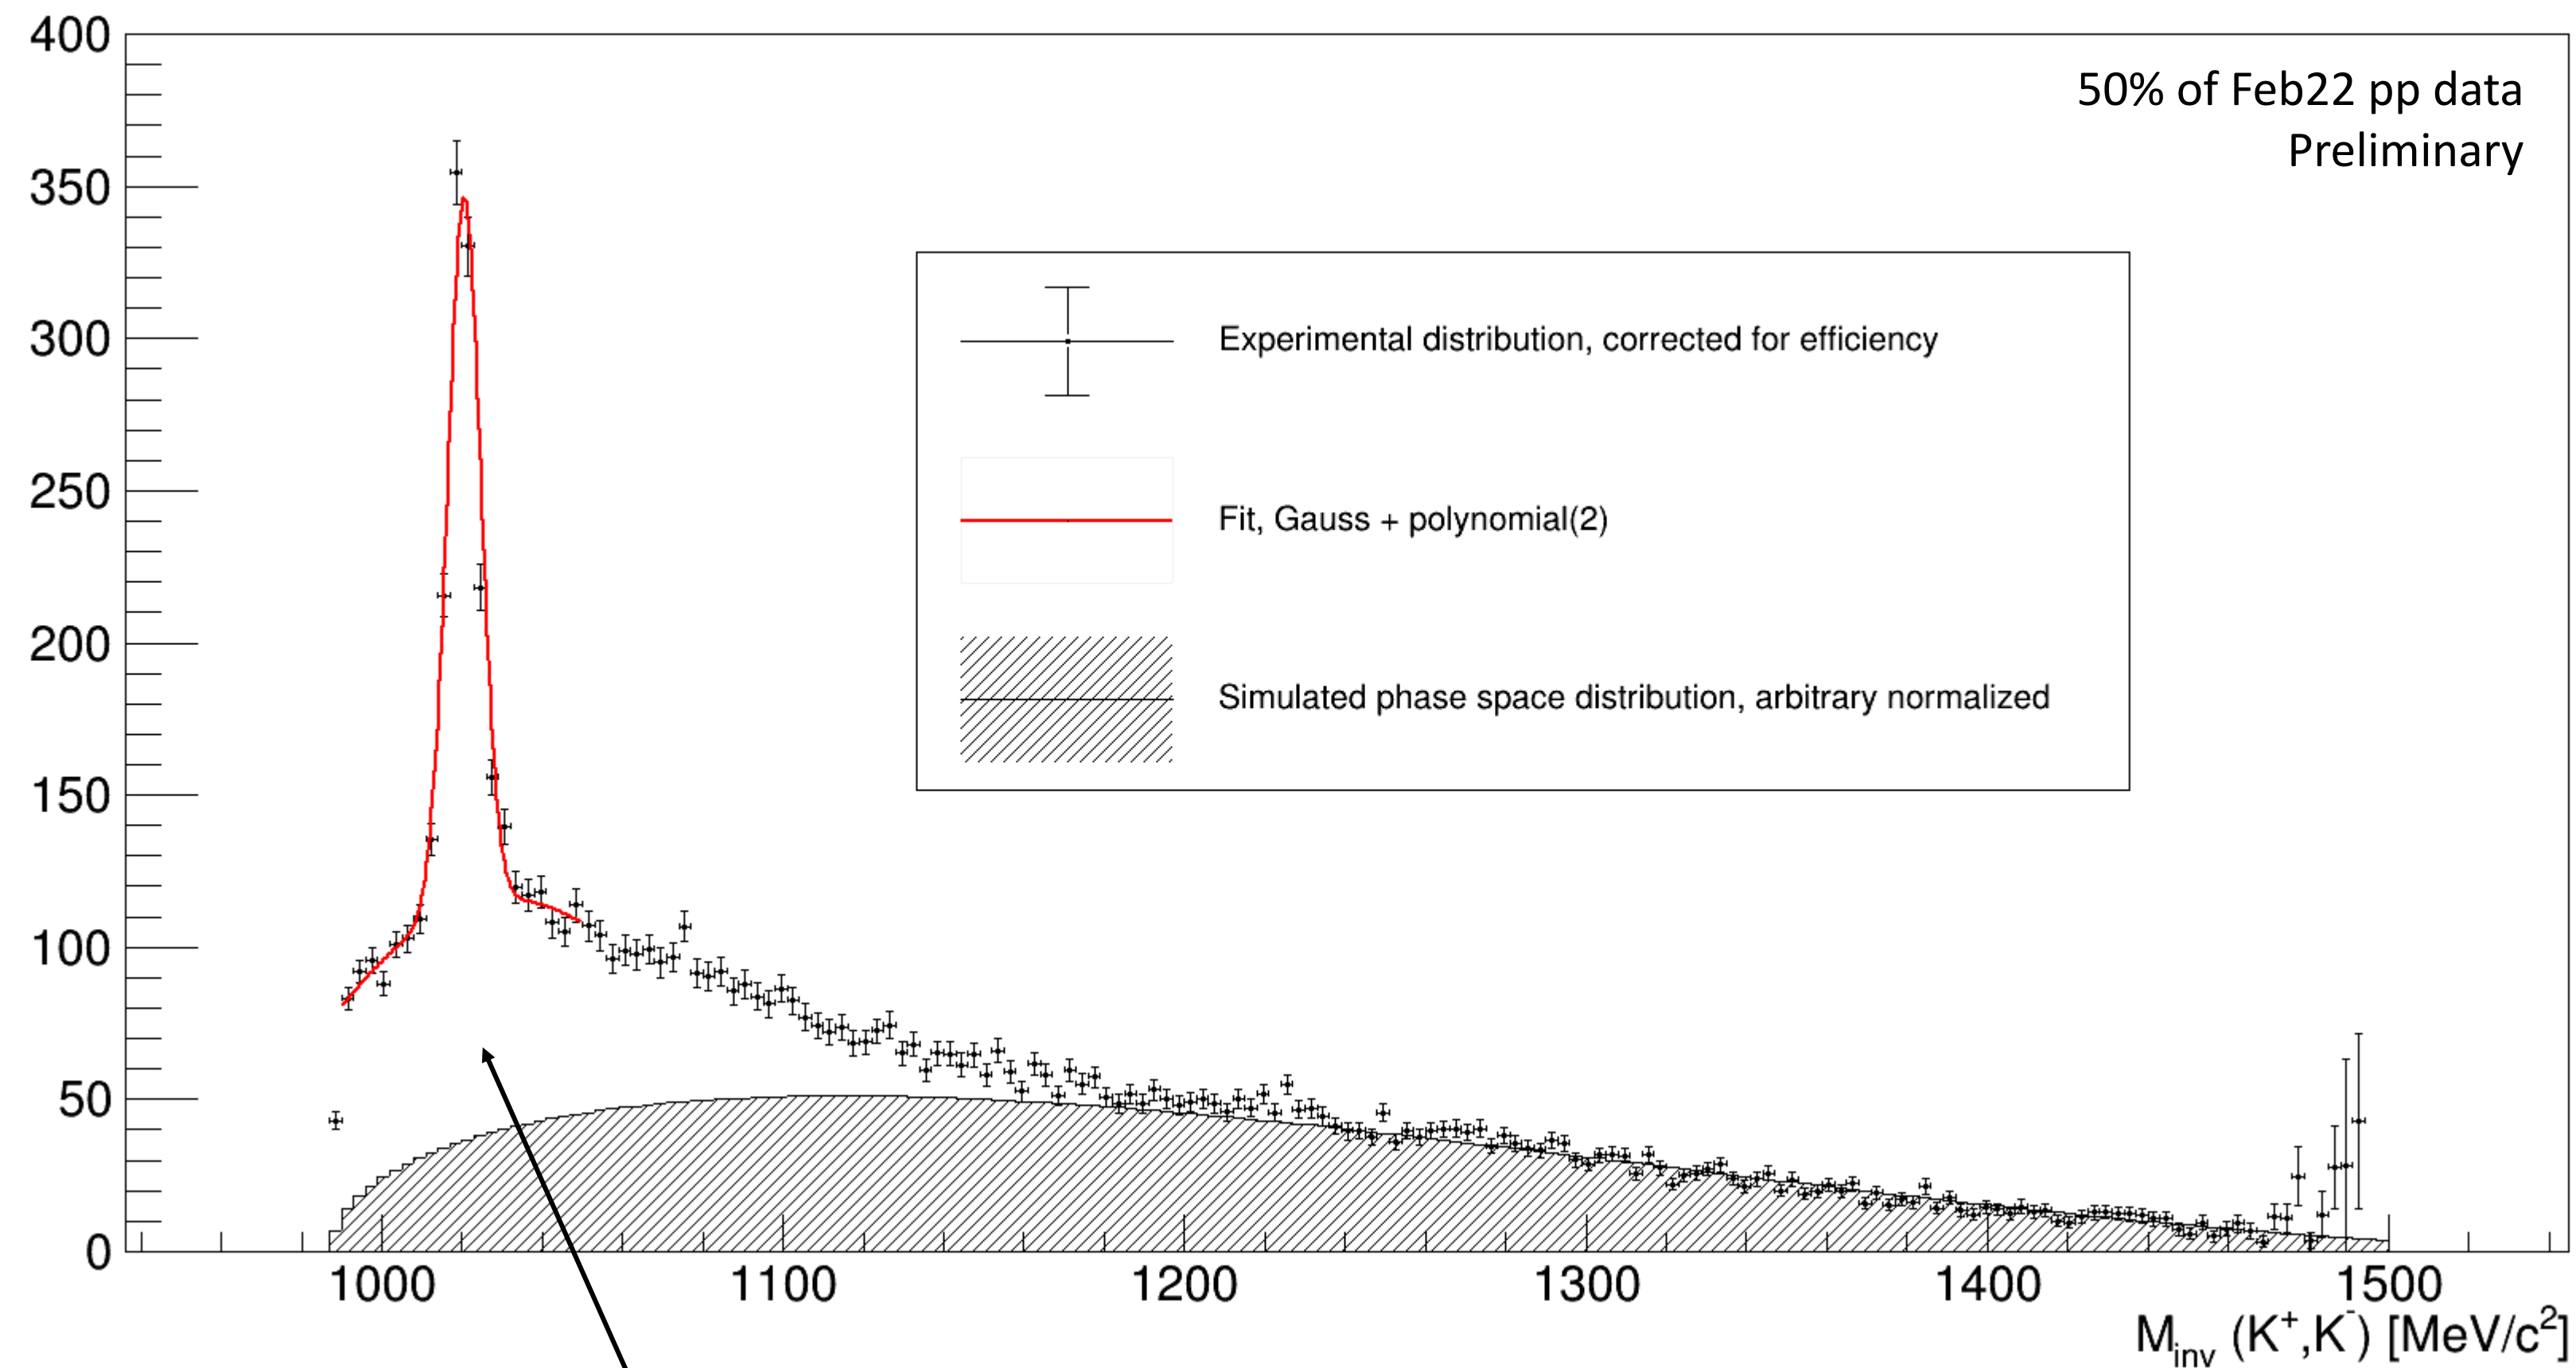 400
350
300
250
200
150
100
50
0
50% of Feb22 pp data
Preliminary
Experimental distribution, corrected for efficiency
Fit, Gauss + polynomial(2)
Simulated phase space distribution, arbitrary normalized
1000 1100 1200 1300 1400 1500
M_inv (K⁺,K⁻) [MeV/c²]